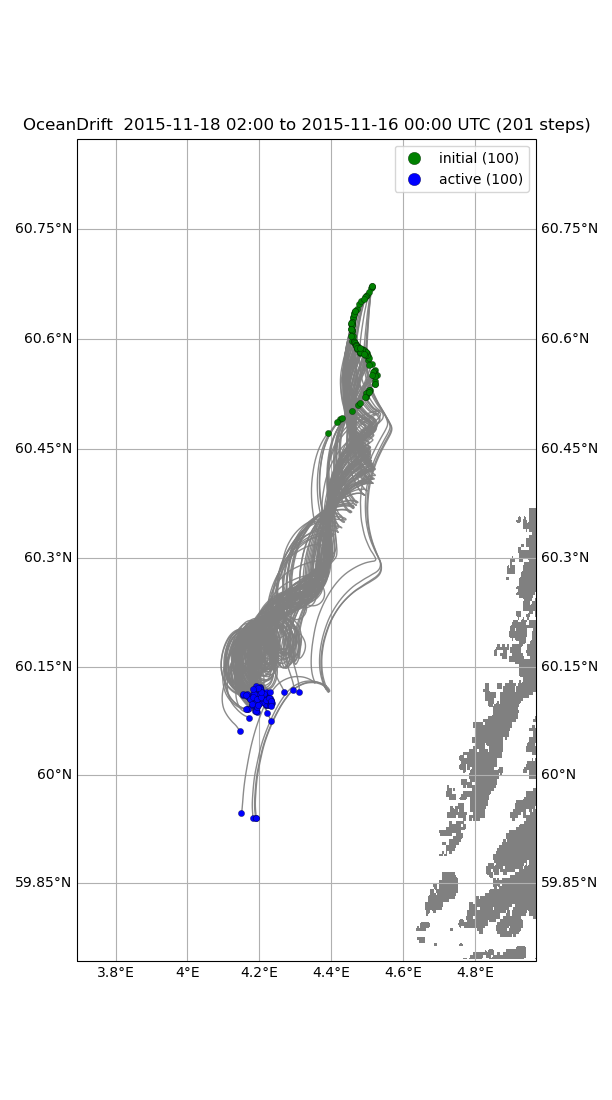 OceanDrift  2015-11-18 02:00 to 2015-11-16 00:00 UTC (201 steps)
initial (100)
active (100)
60.75°N 60.75°N
60.6°N 60.6°N
60.45°N 60.45°N
60.3°N 60.3°N
60.15°N 60.15°N
60°N 60°N
59.85°N 59.85°N
3.8°E 4°E 4.2°E 4.4°E 4.6°E 4.8°E